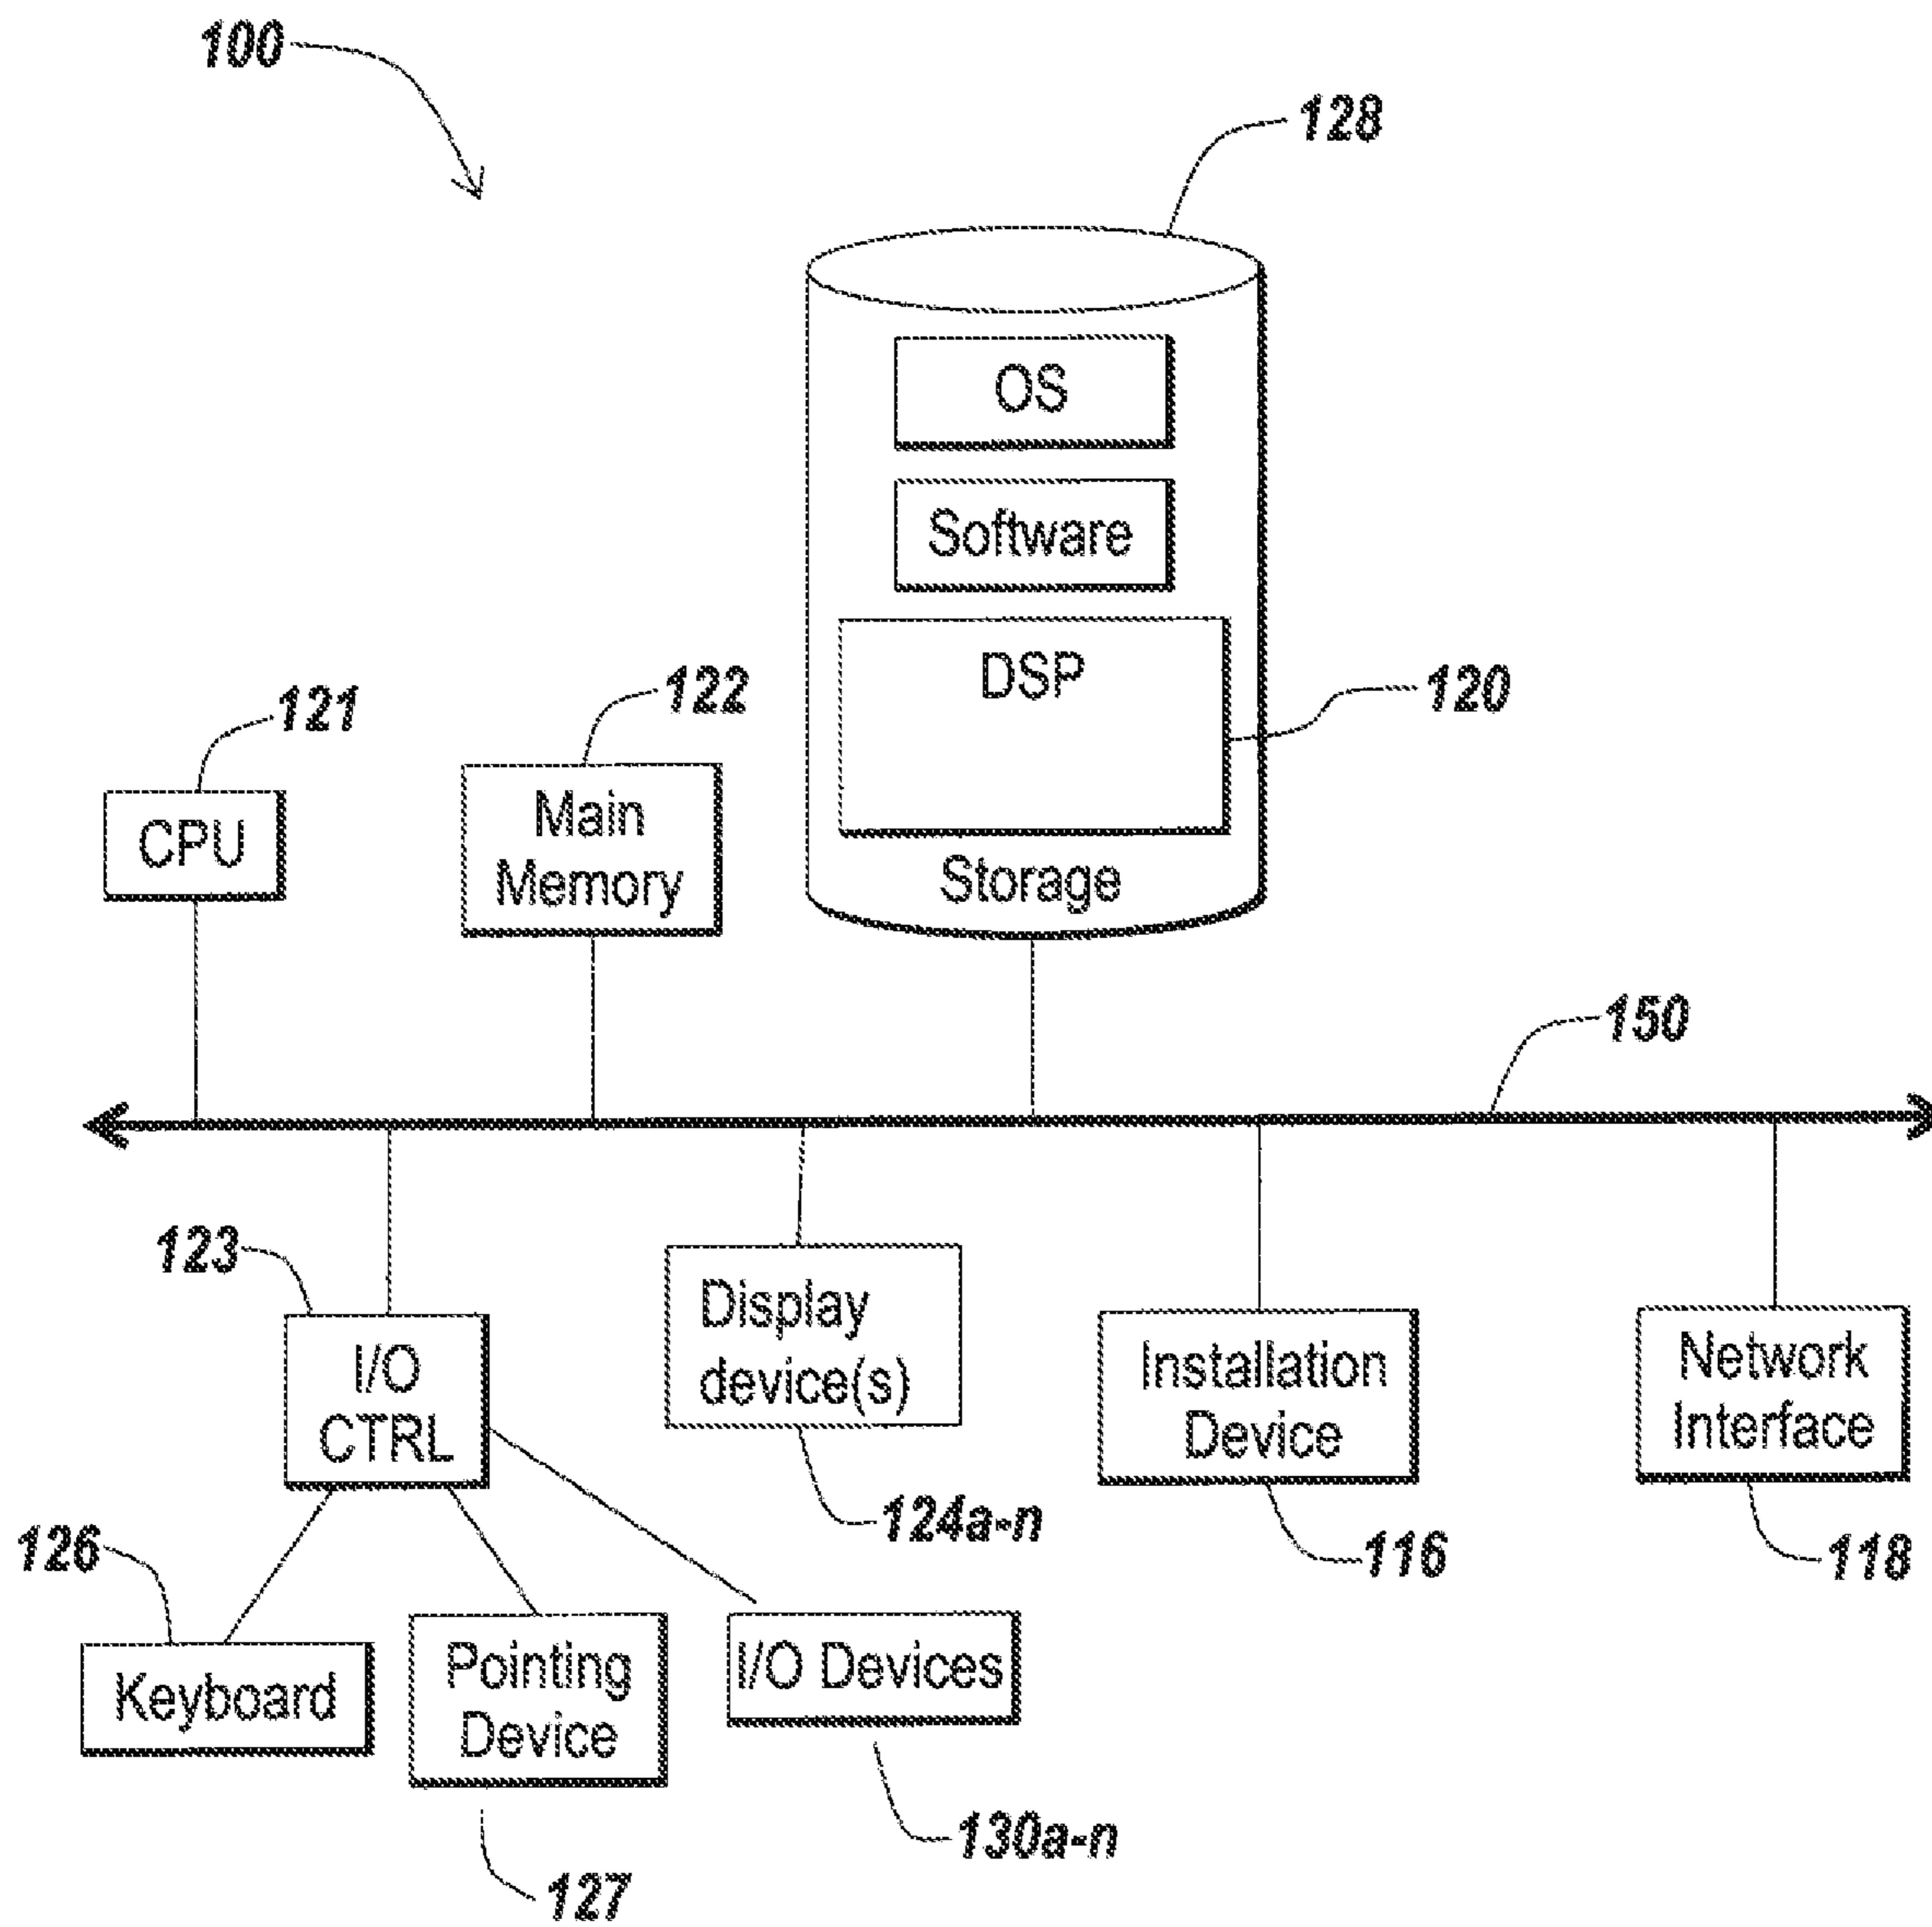 100
128
OS
Software
DSP
120
Storage
121
CPU
122
Main
Memory
150
123
I/O
CTRL
Display
device(s)
124a-n
Installation
Device
116
Network
Interface
118
126
Keyboard
Pointing
Device
127
I/O Devices
130a-n